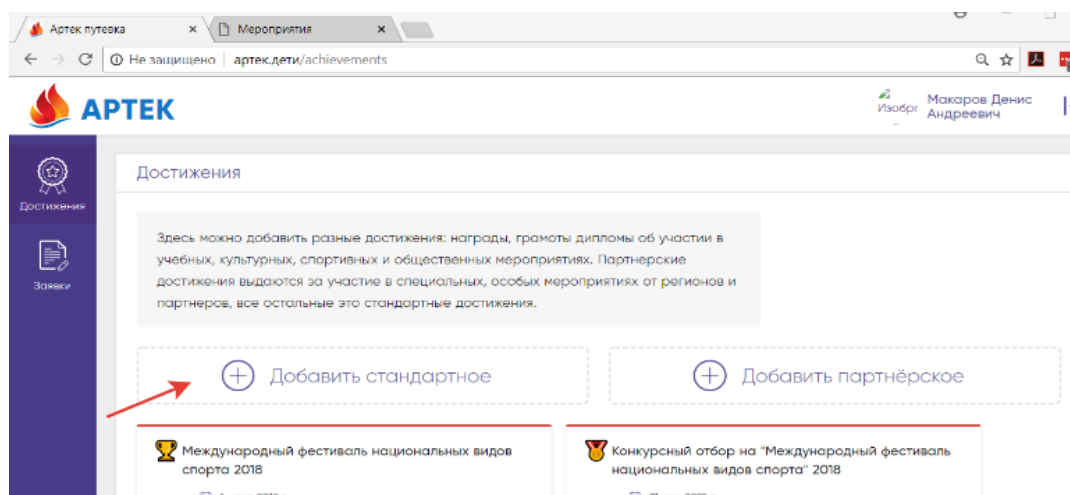 Артек путевка
Мероприятия
Не защищено | артек.дети/achievements
АРТЕК
Изобр
Макаров Денис
Андреевич
Достижения
Достижения
Заявки
Здесь можно добавить разные достижения: награды, грамоты дипломы об участии в
учебных, культурных, спортивных и общественных мероприятиях. Партнерские
достижения выдаются за участие в специальных, особых мероприятиях от регионов и
партнеров, все остальные это стандартные достижения.
Добавить стандартное
Добавить партнёрское
Международный фестиваль национальных видов
спорта 2018
Конкурсный отбор на "Международный фестиваль
национальных видов спорта" 2018